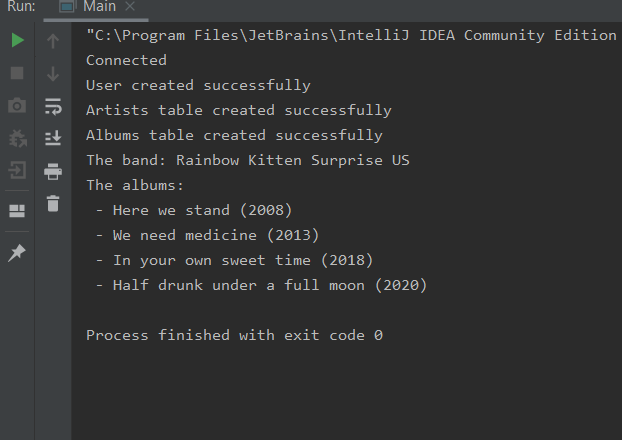 Run: Main
"C:\Program Files\JetBrains\IntelliJ IDEA Community Edition
Connected
User created successfully
Artists table created successfully
Albums table created successfully
The band: Rainbow Kitten Surprise US
The albums:
 - Here we stand (2008)
 - We need medicine (2013)
 - In your own sweet time (2018)
 - Half drunk under a full moon (2020)
Process finished with exit code 0